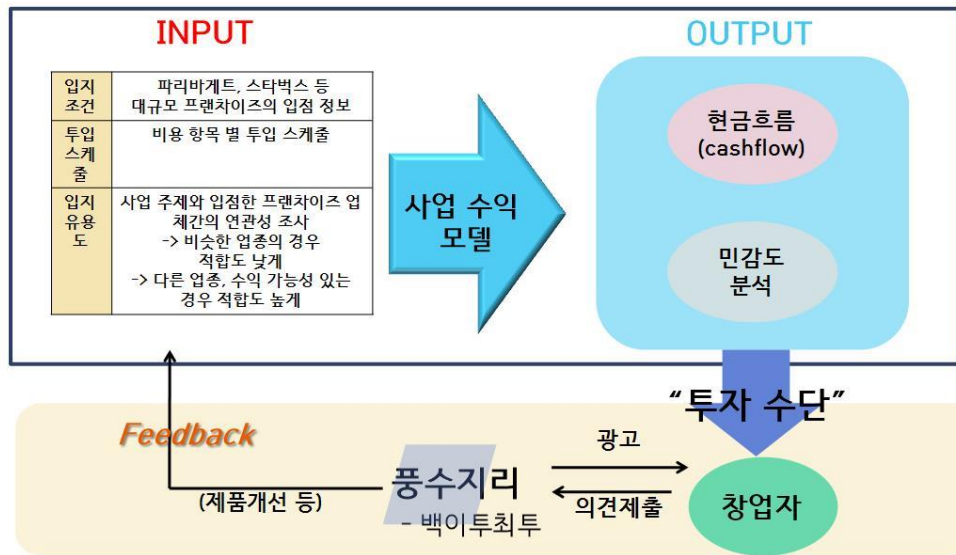 INPUT
OUTPUT
입지
조건
파리바게트, 스타벅스 등
대규모 프랜차이즈의 입점 정보
투입
스케
줄
비용 항목 별 투입 스케줄
입지
유용
도
사업 주제와 입점한 프랜차이즈 업
체간의 연관성 조사
-> 비슷한 업종의 경우
적합도 낮게
-> 다른 업종, 수익 가능성 있는
경우 적합도 높게
사업 수익
모델
현금흐름
(cashflow)
민감도
분석
“투자 수단”
Feedback
(제품개선 등)
풍수지리
- 백이투최투
광고
의견제출
창업자